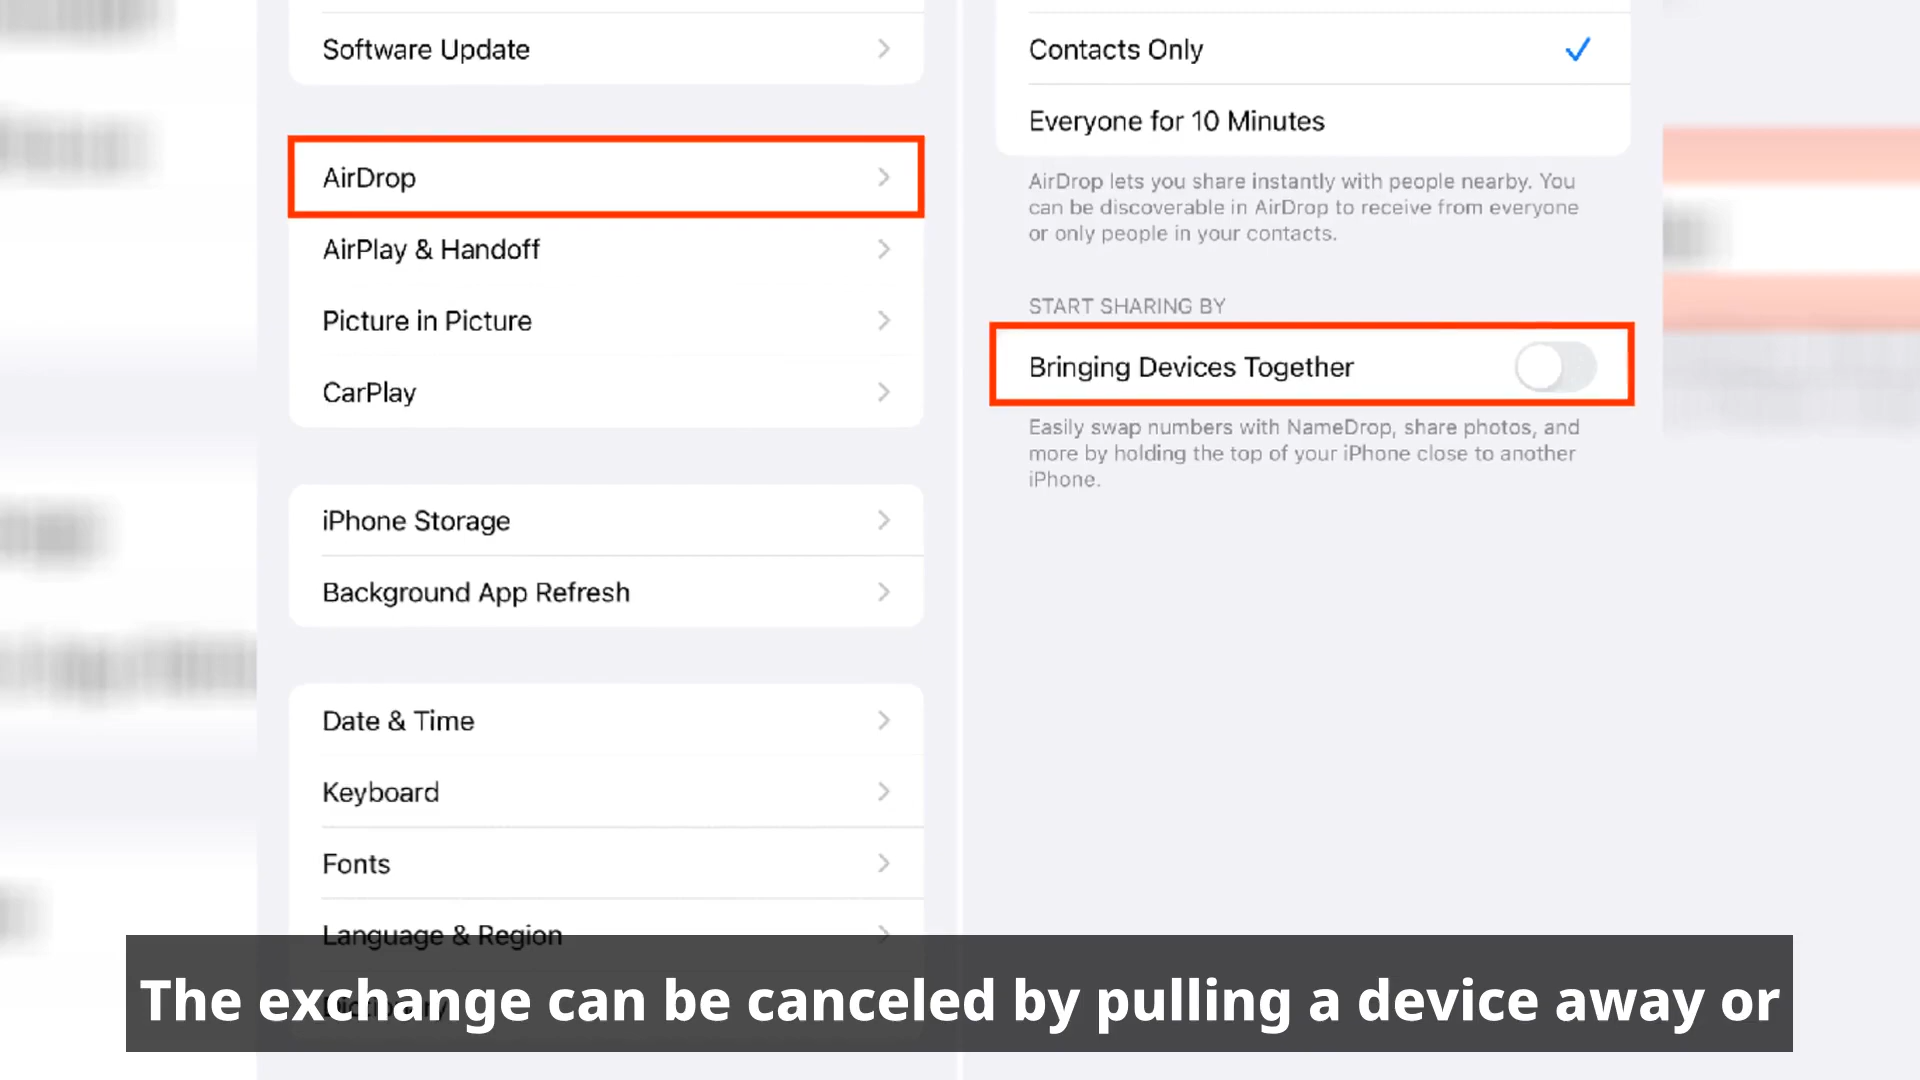 Software Update
AirDrop
AirPlay & Handoff
Picture in Picture
CarPlay
iPhone Storage
Background App Refresh
Date & Time
Keyboard
Fonts
Language & Region
Dictionary
Contacts Only
Everyone for 10 Minutes
AirDrop lets you share instantly with people nearby. You
can be discoverable in AirDrop to receive from everyone
or only people in your contacts.
START SHARING BY
Bringing Devices Together
Easily swap numbers with NameDrop, share photos, and
more by holding the top of your iPhone close to another
iPhone.
The exchange can be canceled by pulling a device away or